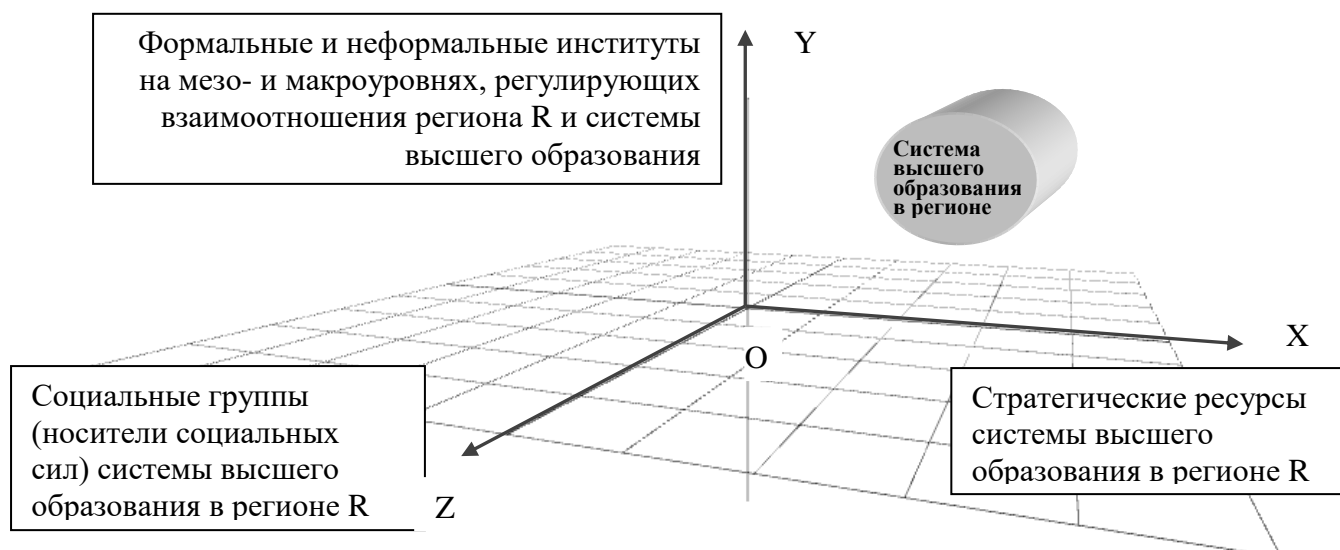 Формальные и неформальные институты
на мезо- и макроуровнях, регулирующих
взаимоотношения региона R и системы
высшего образования
Y
Система
высшего
образования
в регионе
O
X
Социальные группы
(носители социальных
сил) системы высшего
образования в регионе R
Z
Стратегические ресурсы
системы высшего
образования в регионе R